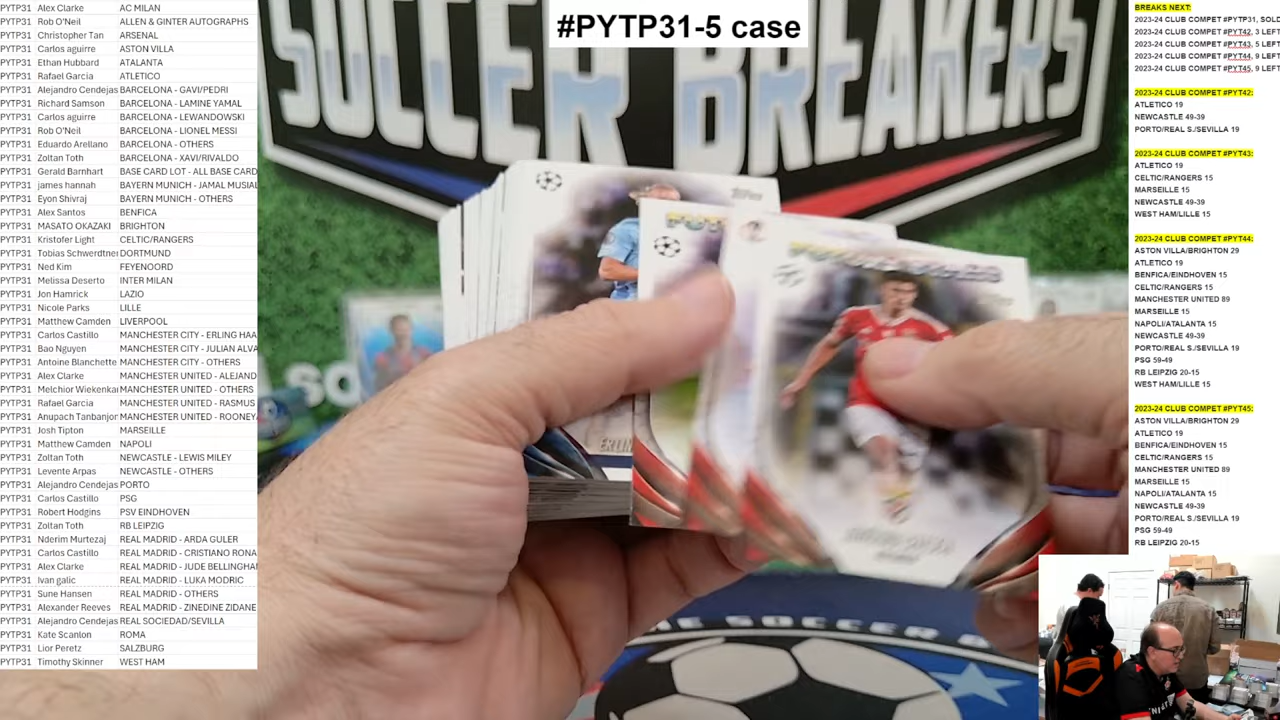 #PYTP31-5 case
PYTP31 Alex Clarke AC MILAN
PYTP31 Rob O'Neil ALLEN & GINTER AUTOGRAPHS
PYTP31 Christopher Tan ARSENAL
PYTP31 Carlos aguirre ASTON VILLA
PYTP31 Ethan Hubbard ATALANTA
PYTP31 Rafael Garcia ATLETICO
PYTP31 Alejandro Cendejas BARCELONA - GAVI/PEDRI
PYTP31 Richard Samson BARCELONA - LAMINE YAMAL
PYTP31 Carlos aguirre BARCELONA - LEWANDOWSKI
PYTP31 Rob O'Neil BARCELONA - LIONEL MESSI
PYTP31 Eduardo Arellano BARCELONA - OTHERS
PYTP31 Zoltan Toth BARCELONA - XAVI/RIVALDO
PYTP31 Gerald Barnhart BASE CARD LOT - ALL BASE CARD
PYTP31 james hannah BAYERN MUNICH - JAMAL MUSIAL
PYTP31 Eyon Shivraj BAYERN MUNICH - OTHERS
PYTP31 Alex Santos BENFICA
PYTP31 MASATO OKAZAKI BRIGHTON
PYTP31 Kristofer Light CELTIC/RANGERS
PYTP31 Tobias Schwerdtner DORTMUND
PYTP31 Ned Kim FEYENOORD
PYTP31 Melissa Deserto INTER MILAN
PYTP31 Jon Hamrick LAZIO
PYTP31 Nicole Parks LILLE
PYTP31 Matthew Camden LIVERPOOL
PYTP31 Carlos Castillo MANCHESTER CITY - ERLING HAA
PYTP31 Bao Nguyen MANCHESTER CITY - JULIAN ALVA
PYTP31 Antoine Blanchette MANCHESTER CITY - OTHERS
PYTP31 Alex Clarke MANCHESTER UNITED - ALEJAND
PYTP31 Melchior Wiekenkam MANCHESTER UNITED - OTHERS
PYTP31 Rafael Garcia MANCHESTER UNITED - RASMUS
PYTP31 Anupach Tanbanjon MANCHESTER UNITED - ROONEY
PYTP31 Josh Tipton MARSEILLE
PYTP31 Matthew Camden NAPOLI
PYTP31 Zoltan Toth NEWCASTLE - LEWIS MILEY
PYTP31 Levente Arpas NEWCASTLE - OTHERS
PYTP31 Alejandro Cendejas PORTO
PYTP31 Carlos Castillo PSG
PYTP31 Robert Hodgins PSV EINDHOVEN
PYTP31 Zoltan Toth RB LEIPZIG
PYTP31 Nderim Murtezaj REAL MADRID - ARDA GULER
PYTP31 Carlos Castillo REAL MADRID - CRISTIANO RONA
PYTP31 Alex Clarke REAL MADRID - JUDE BELLINGHA
PYTP31 Ivan galic REAL MADRID - LUKA MODRIC
PYTP31 Sune Hansen REAL MADRID - OTHERS
PYTP31 Alexander Reeves REAL MADRID - ZINEDINE ZIDANE
PYTP31 Alejandro Cendejas REAL SOCIEDAD/SEVILLA
PYTP31 Kate Scanlon ROMA
PYTP31 Lior Peretz SALZBURG
PYTP31 Timothy Skinner WEST HAM
SOCCER BREAKERS
topps
BREAKS NEXT:
2023-24 CLUB COMPET #PYTP31, SOLD
2023-24 CLUB COMPET #PYT42, 3 LEFT
2023-24 CLUB COMPET #PYT43, 5 LEFT
2023-24 CLUB COMPET #PYT44, 9 LEFT
2023-24 CLUB COMPET #PYT45, 9 LEFT
2023-24 CLUB COMPET #PYT42:
ATLETICO 19
NEWCASTLE 49-39
PORTO/REAL S./SEVILLA 19
2023-24 CLUB COMPET #PYT43:
ATLETICO 19
CELTIC/RANGERS 15
MARSEILLE 15
NEWCASTLE 49-39
WEST HAM/LILLE 15
2023-24 CLUB COMPET #PYT44:
ASTON VILLA/BRIGHTON 29
ATLETICO 19
BENFICA/EINDHOVEN 15
CELTIC/RANGERS 15
MANCHESTER UNITED 89
MARSEILLE 15
NAPOLI/ATALANTA 15
NEWCASTLE 49-39
PORTO/REAL S./SEVILLA 19
PSG 59-49
RB LEIPZIG 20-15
WEST HAM/LILLE 15
2023-24 CLUB COMPET #PYT45:
ASTON VILLA/BRIGHTON 29
ATLETICO 19
BENFICA/EINDHOVEN 15
CELTIC/RANGERS 15
MANCHESTER UNITED 89
MARSEILLE 15
NAPOLI/ATALANTA 15
NEWCASTLE 49-39
PORTO/REAL S./SEVILLA 19
PSG 59-49
RB LEIPZIG 20-15